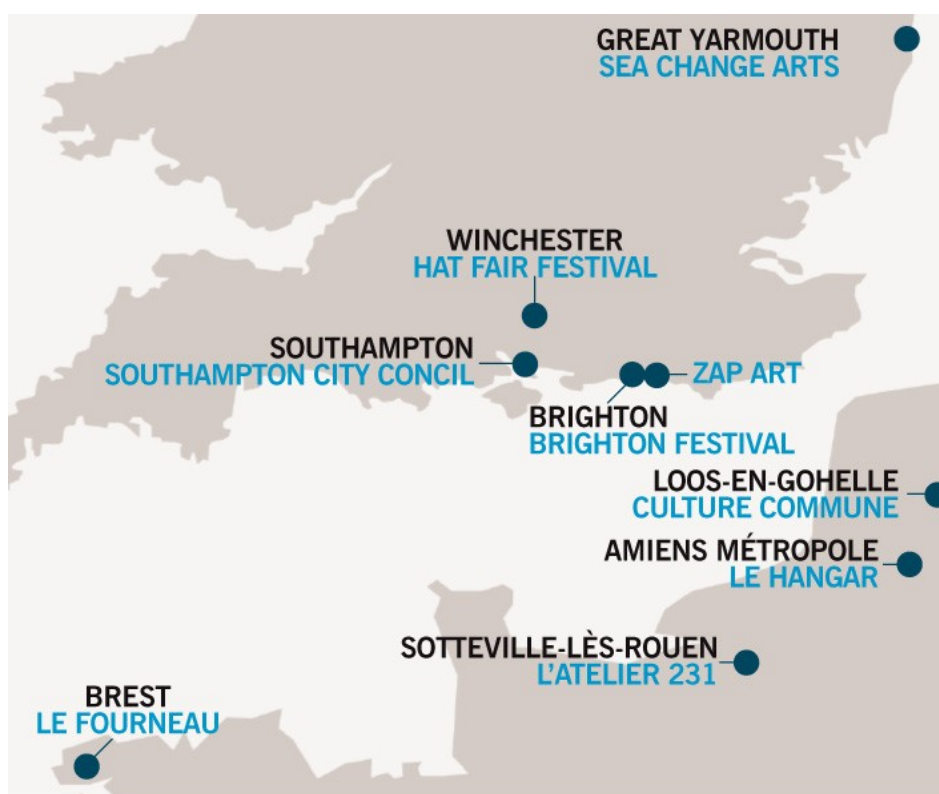 GREAT YARMOUTH
SEA CHANGE ARTS
WINCHESTER
HAT FAIR FESTIVAL
SOUTHAMPTON
SOUTHAMPTON CITY CONCIL
ZAP ART
BRIGHTON
BRIGHTON FESTIVAL
LOOS-EN-GOHELLE
CULTURE COMMUNE
AMIENS MÉTROPOLE
LE HANGAR
SOTTEVILLE-LÈS-ROUEN
L'ATELIER 231
BREST
LE FOURNEAU